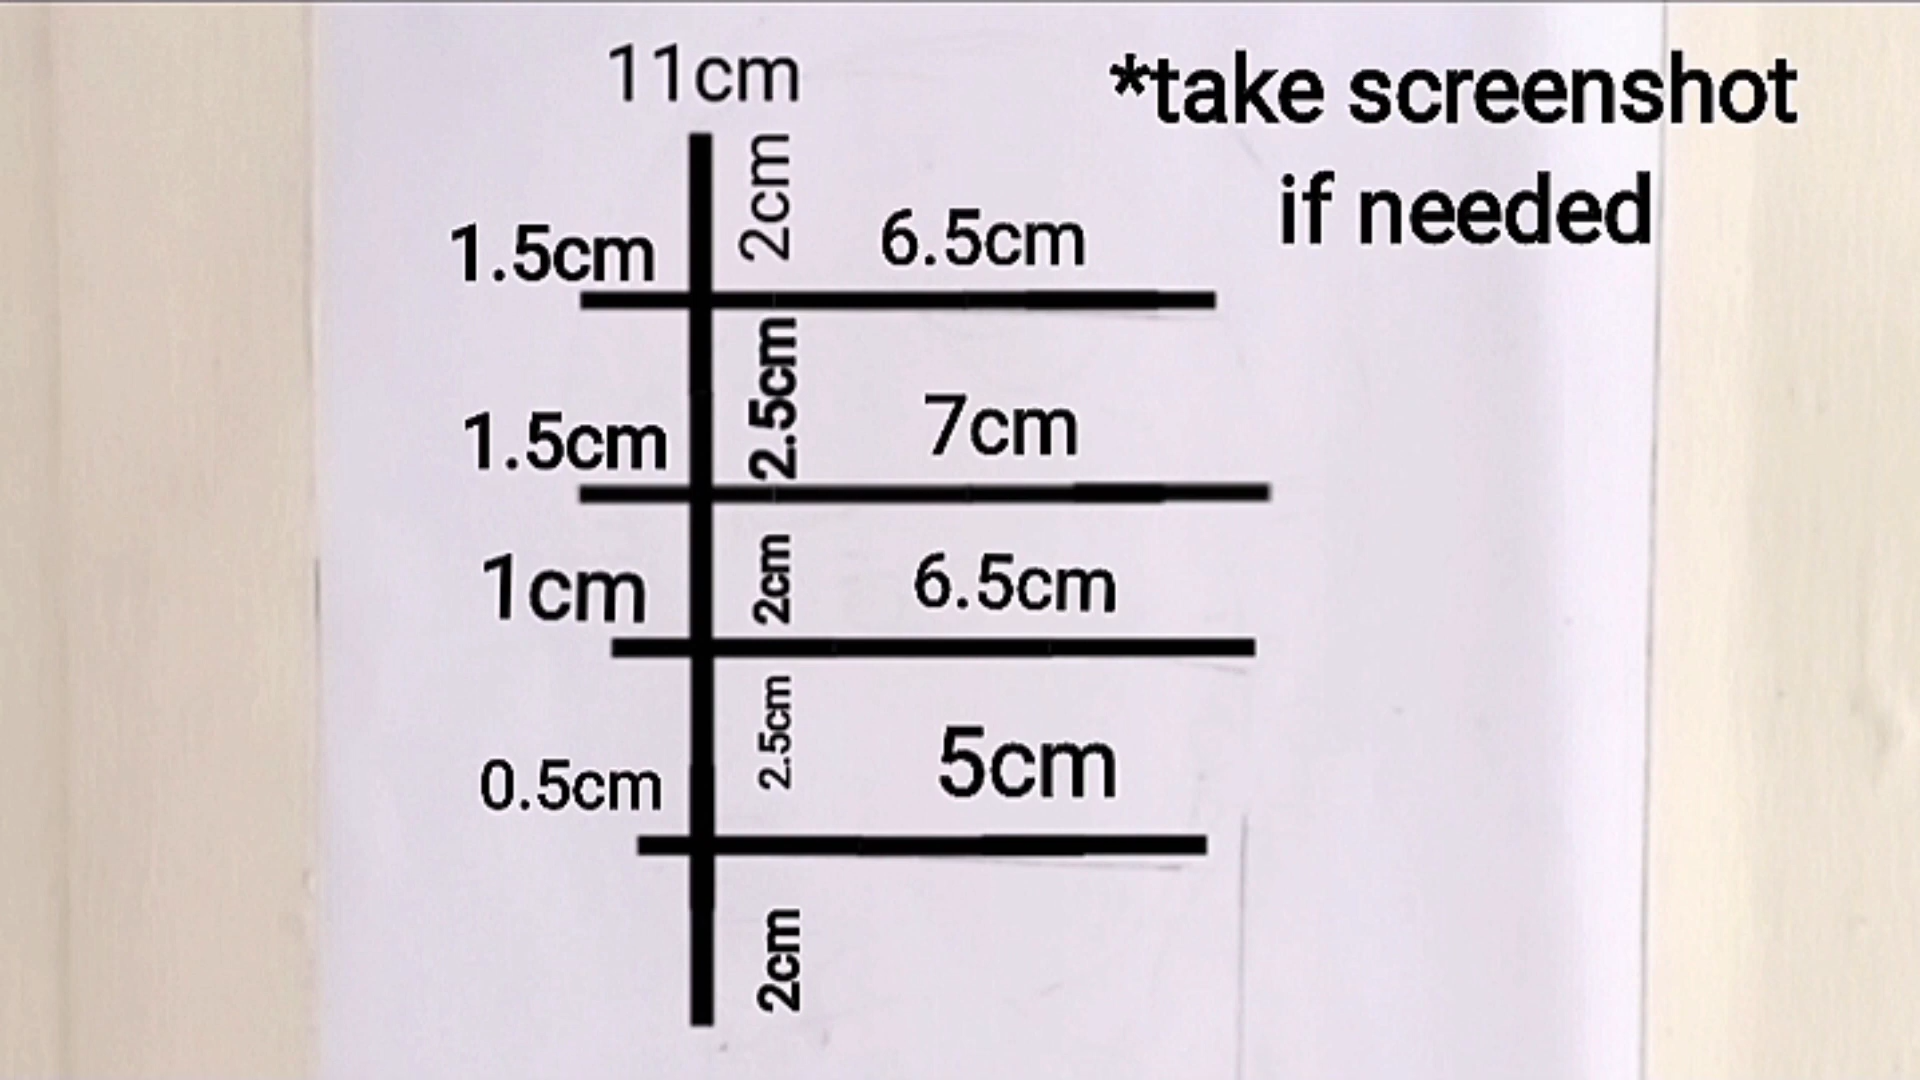 11cm
*take screenshot
if needed
2cm
1.5cm
6.5cm
2.5cm
1.5cm
7cm
2cm
1cm
6.5cm
2.5cm
0.5cm
5cm
2cm